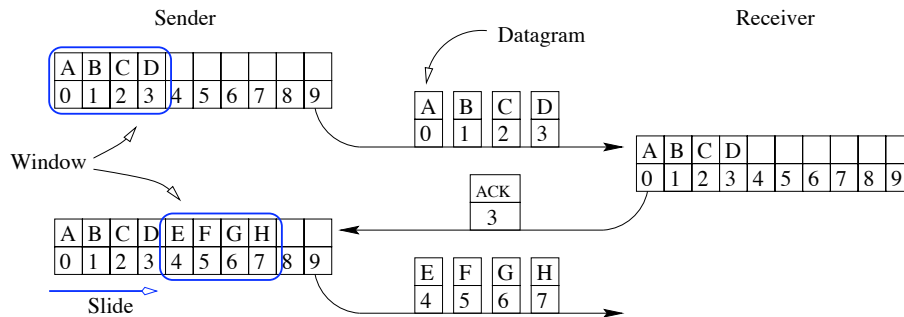 Sender
Receiver
Datagram
A B C D
0 1 2 3 4 5 6 7 8 9
A B C D
0 1 2 3
A B C D
0 1 2 3 4 5 6 7 8 9
Window
ACK
3
A B C D E F G H
0 1 2 3 4 5 6 7 8 9
E F G H
4 5 6 7
Slide